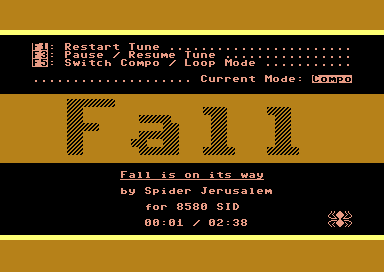 F1: Restart Tune .......................
F3: Pause / Resume Tune ................
F5: Switch Compo / Loop Mode ...........
.................... Current Mode: Compo
Fall
Fall is on its way
by Spider Jerusalem
for 8580 SID
00:01 / 02:38